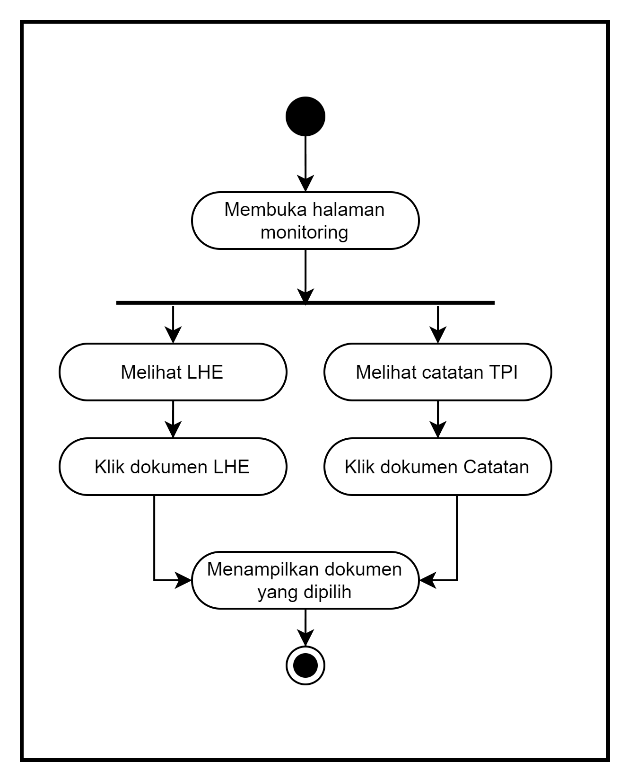 Membuka halaman
monitoring
Melihat LHE
Melihat catatan TPI
Klik dokumen LHE
Klik dokumen Catatan
Menampilkan dokumen
yang dipilih